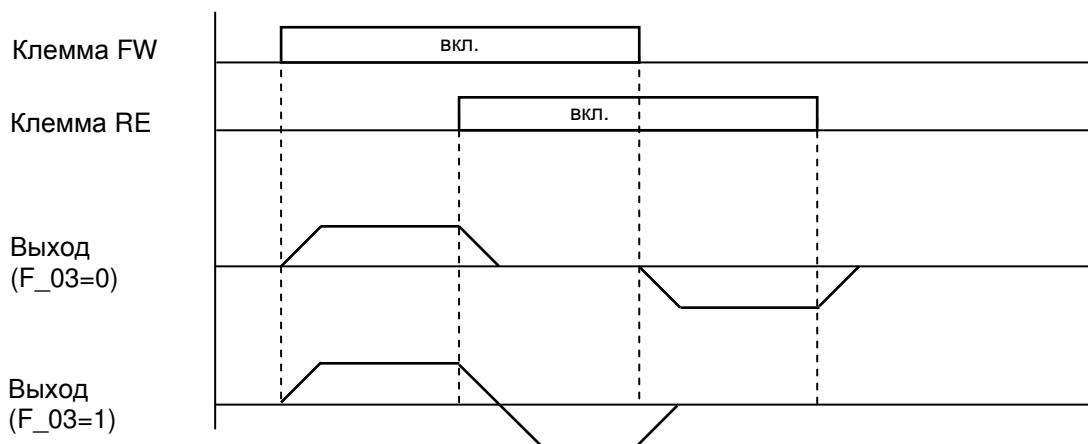 Клемма FW
вкл.
Клемма RE
вкл.
Выход
(F_03=0)
Выход
(F_03=1)